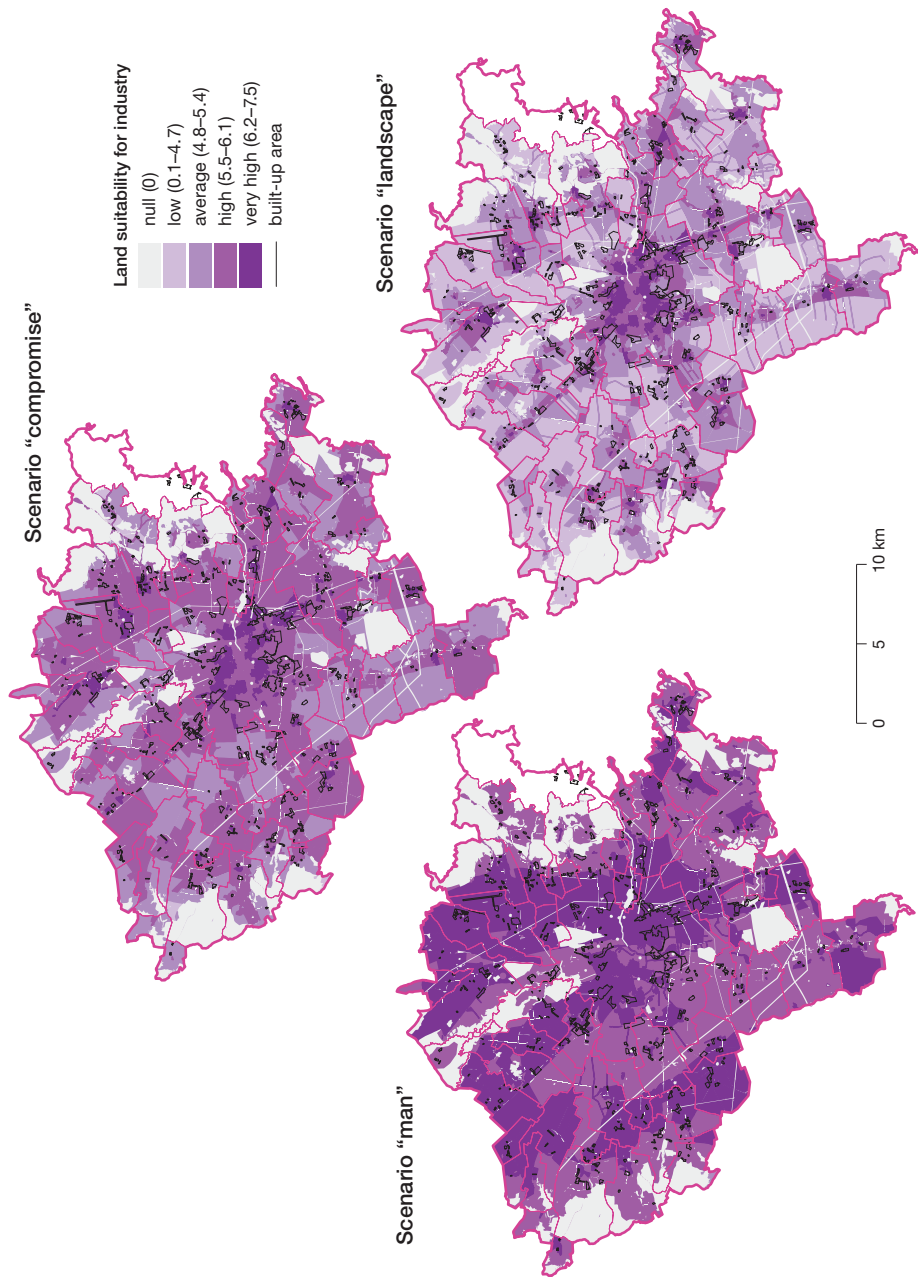 Scenario “compromise”
Land suitability for industry
null (0)
low (0.1–4.7)
average (4.8–5.4)
high (5.5–6.1)
very high (6.2–7.5)
built-up area
Scenario “man”
Scenario “landscape”
0 5 10 km